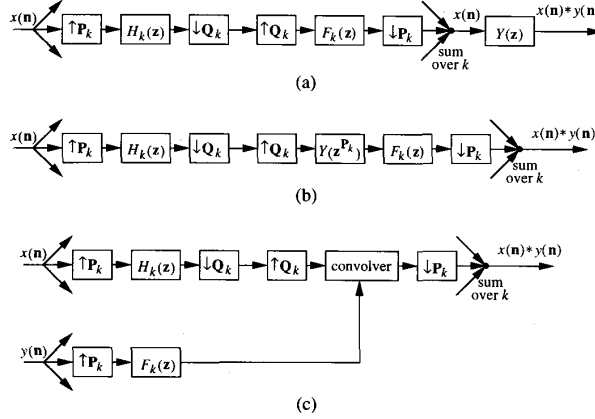 x(n) x(n) x(n)*y(n)
↑P_k H_k(z) ↓Q_k ↑Q_k F_k(z) ↓P_k Y(z)
sum
over k
(a)
x(n) x(n)*y(n)
↑P_k H_k(z) ↓Q_k ↑Q_k Y(z^{P_k}) F_k(z) ↓P_k
sum
over k
(b)
x(n) x(n)*y(n)
↑P_k H_k(z) ↓Q_k ↑Q_k convolver ↓P_k
sum
over k
y(n)
↑P_k F_k(z)
(c)